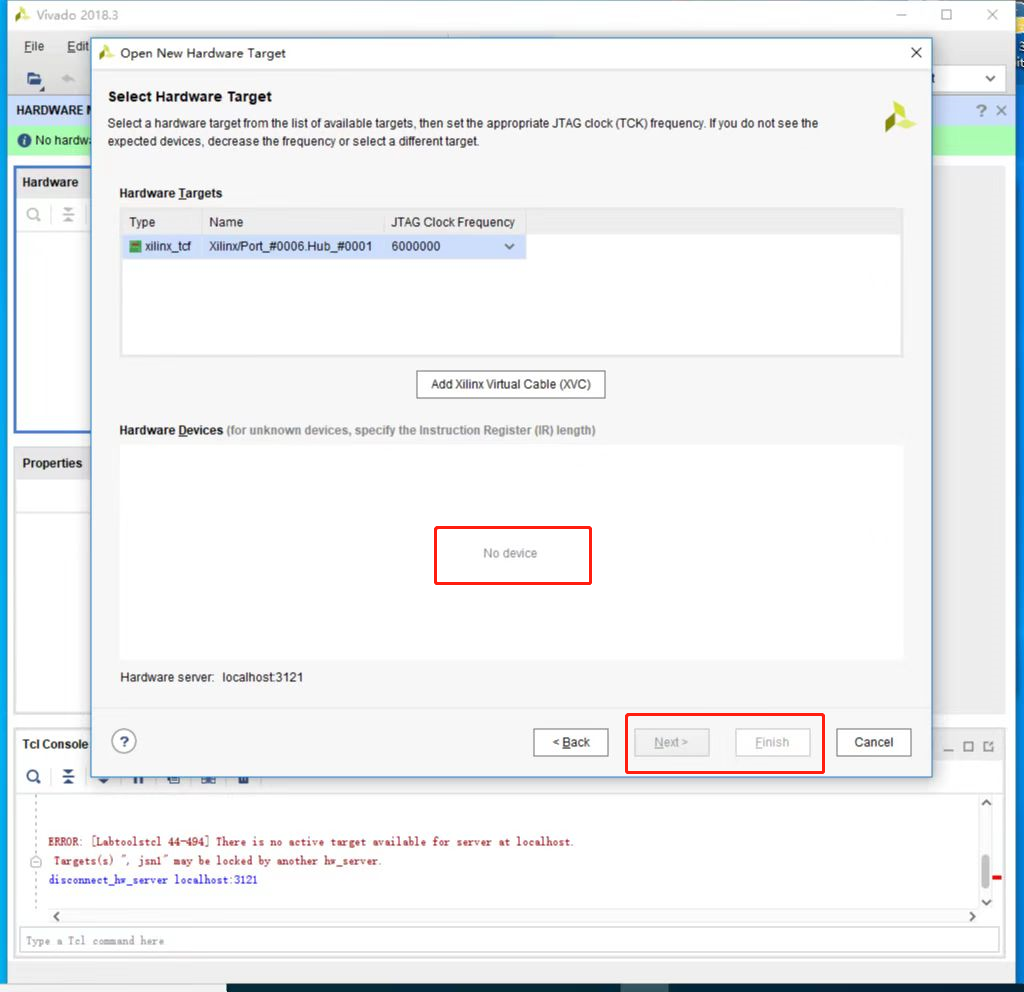 Vivado 2018.3
File Edit
Open New Hardware Target
HARDWARE
No hardwa
Select Hardware Target
Select a hardware target from the list of available targets, then set the appropriate JTAG clock (TCK) frequency. If you do not see the
expected devices, decrease the frequency or select a different target.
Hardware
Properties
Hardware Targets
Type Name JTAG Clock Frequency
xilinx_tcf Xilinx/Port_#0006.Hub_#0001 6000000
Add Xilinx Virtual Cable (XVC)
Hardware Devices (for unknown devices, specify the Instruction Register (IR) length)
No device
Hardware server: localhost:3121
?
< Back Next > Finish Cancel
Tcl Console
ERROR: [Labtoolstcl 44-494] There is no active target available for server at localhost.
Targets(s) ", jsn1" may be locked by another hw_server.
disconnect_hw_server localhost:3121
Type a Tcl command here